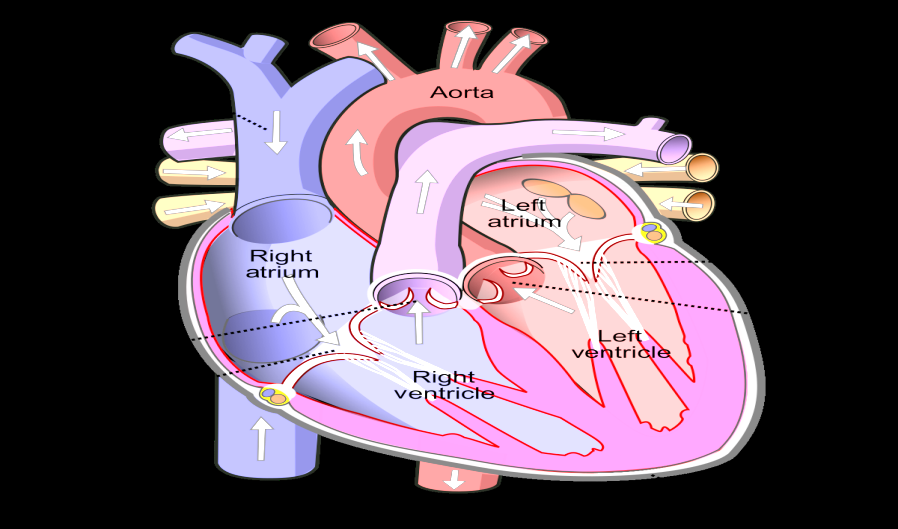 Aorta
Left
atrium
Right
atrium
Left
ventricle
Right
ventricle